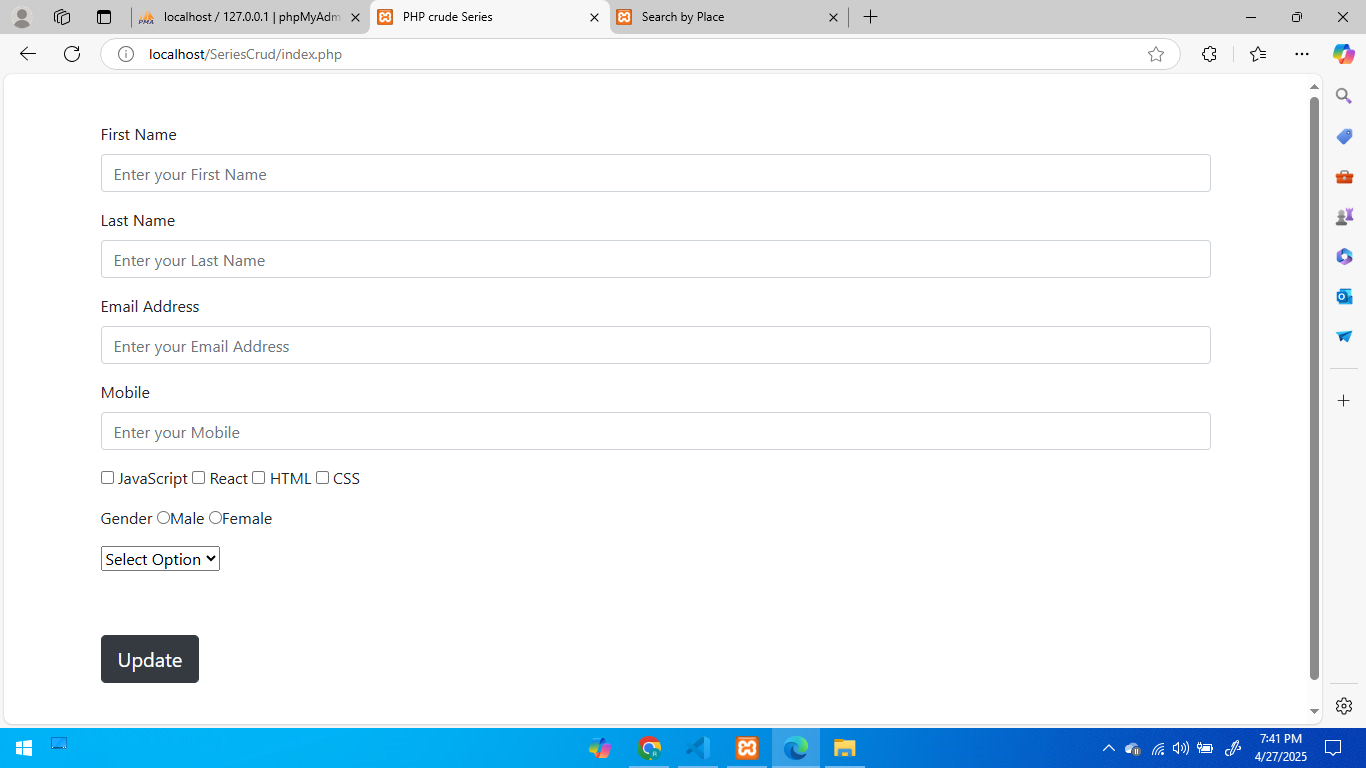 localhost / 127.0.0.1 | phpMyAdm
PHP crude Series
Search by Place
localhost/SeriesCrud/index.php
First Name
Enter your First Name
Last Name
Enter your Last Name
Email Address
Enter your Email Address
Mobile
Enter your Mobile
JavaScript React HTML CSS
Gender Male Female
Select Option
Update
7:41 PM
4/27/2025